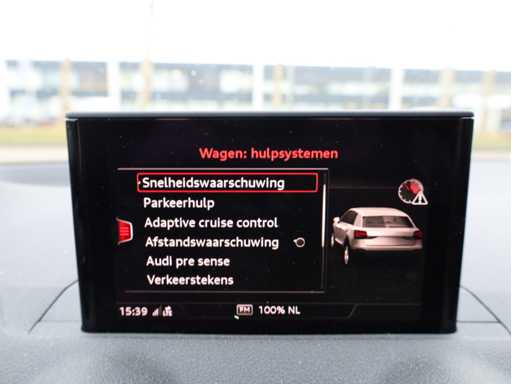 Wagen: hulpsystemen
Snelheidswaarschuwing
Parkeerhulp
Adaptive cruise control
Afstandswaarschuwing
Audi pre sense
Verkeerstekens
15:39
FM 100% NL